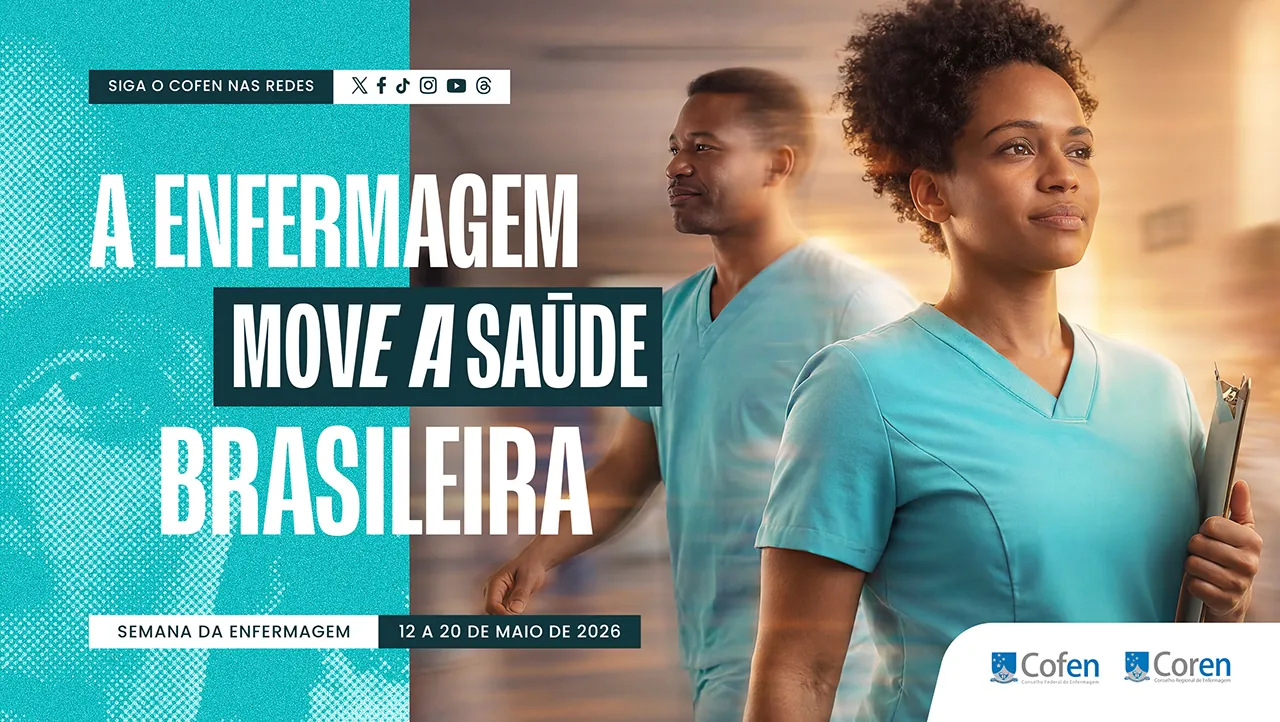 SIGA O COFEN NAS REDES
A ENFERMAGEM
MOVE A SAÚDE
BRASILEIRA
SEMANA DA ENFERMAGEM
12 A 20 DE MAIO DE 2026
Cofen
Conselho Federal de Enfermagem
Coren
Conselho Regional de Enfermagem